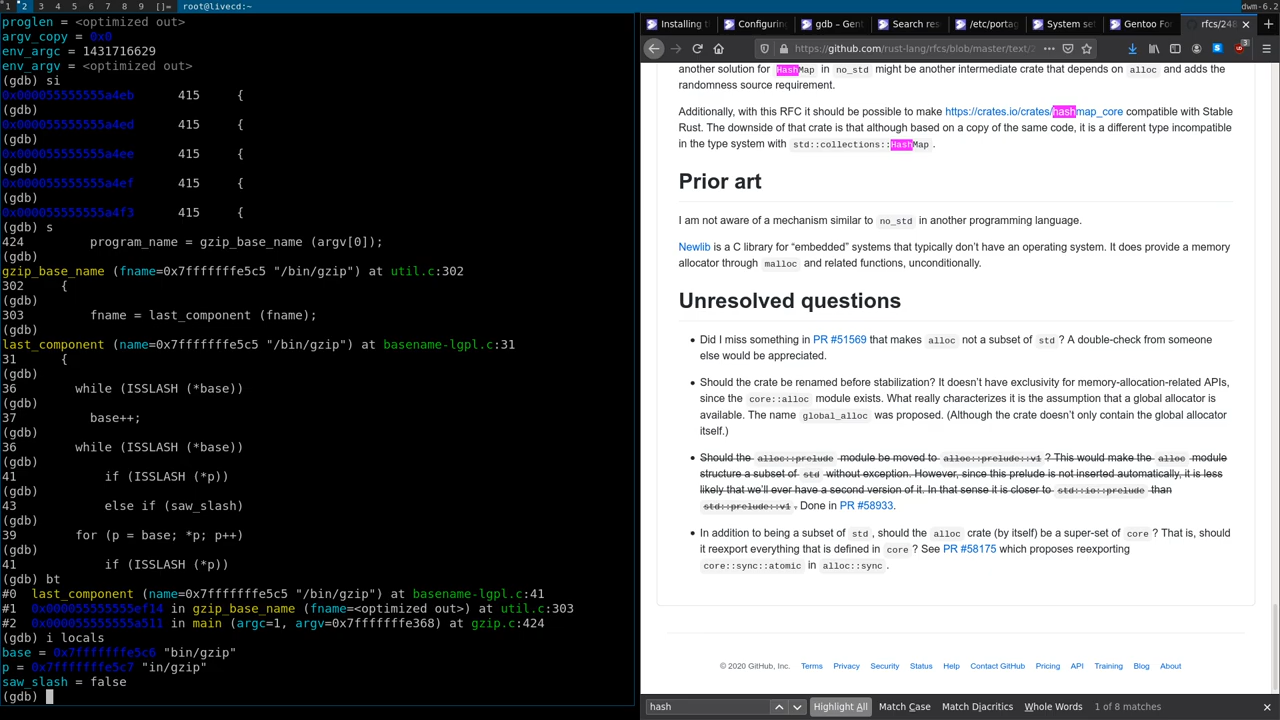 1 2 3 4 5 6 7 8 9 []= root@livecd:~ dwm-6.2
proglen = <optimized out>
argv_copy = 0x0
env_argc = 1431716629
env_argv = <optimized out>
(gdb) si
0x000055555555a4eb 415 {
(gdb)
0x000055555555a4ed 415 {
(gdb)
0x000055555555a4ee 415 {
(gdb)
0x000055555555a4ef 415 {
(gdb)
0x000055555555a4f3 415 {
(gdb) s
424 program_name = gzip_base_name (argv[0]);
(gdb)
gzip_base_name (fname=0x7fffffffe5c5 "/bin/gzip") at util.c:302
302 {
(gdb)
303 fname = last_component (fname);
(gdb)
last_component (name=0x7fffffffe5c5 "/bin/gzip") at basename-lgpl.c:31
31 {
(gdb)
36 while (ISSLASH (*base))
(gdb)
37 base++;
(gdb)
36 while (ISSLASH (*base))
(gdb)
41 if (ISSLASH (*p))
(gdb)
43 else if (saw_slash)
(gdb)
39 for (p = base; *p; p++)
(gdb)
41 if (ISSLASH (*p))
(gdb) bt
#0 last_component (name=0x7fffffffe5c5 "/bin/gzip") at basename-lgpl.c:41
#1 0x000055555555ef14 in gzip_base_name (fname=<optimized out>) at util.c:303
#2 0x000055555555a511 in main (argc=1, argv=0x7fffffffe368) at gzip.c:424
(gdb) i locals
base = 0x7fffffffe5c6 "bin/gzip"
p = 0x7fffffffe5c7 "in/gzip"
saw_slash = false
(gdb)
Installing t Configurin gdb – Gent Search res /etc/portag System set Gentoo For rfcs/248
https://github.com/rust-lang/rfcs/blob/master/text/2
3
another solution for HashMap in no_std might be another intermediate crate that depends on alloc and adds the
randomness source requirement.
Additionally, with this RFC it should be possible to make https://crates.io/crates/hashmap_core compatible with Stable
Rust. The downside of that crate is that although based on a copy of the same code, it is a different type incompatible
in the type system with std::collections::HashMap.
Prior art
I am not aware of a mechanism similar to no_std in another programming language.
Newlib is a C library for “embedded” systems that typically don’t have an operating system. It does provide a memory
allocator through malloc and related functions, unconditionally.
Unresolved questions
• Did I miss something in PR #51569 that makes alloc not a subset of std? A double-check from someone
else would be appreciated.
• Should the crate be renamed before stabilization? It doesn’t have exclusivity for memory-allocation-related APIs,
since the core::alloc module exists. What really characterizes it is the assumption that a global allocator is
available. The name global_alloc was proposed. (Although the crate doesn’t only contain the global allocator
itself.)
• Should the alloc::prelude module be moved to alloc::prelude::v1? This would make the alloc module
structure a subset of std without exception. However, since this prelude is not inserted automatically, it is less
likely that we’ll ever have a second version of it. In that sense it is closer to std::io::prelude than
std::prelude::v1. Done in PR #58933.
• In addition to being a subset of std, should the alloc crate (by itself) be a super-set of core? That is, should
it reexport everything that is defined in core? See PR #58175 which proposes reexporting
core::sync::atomic in alloc::sync.
© 2020 GitHub, Inc. Terms Privacy Security Status Help Contact GitHub Pricing API Training Blog About
hash Highlight All Match Case Match Diacritics Whole Words 1 of 8 matches